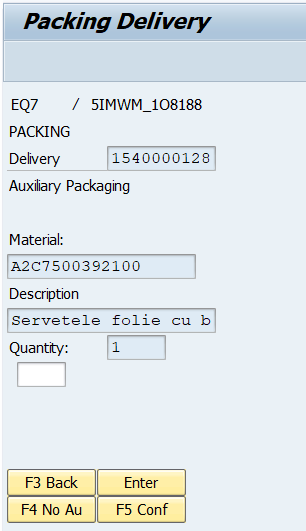 Packing Delivery
EQ7 / 5IMWM_1O8188
PACKING
Delivery 1540000128
Auxiliary Packaging
Material:
A2C7500392100
Description
Servetele folie cu b
Quantity: 1
F3 Back Enter
F4 No Au F5 Conf